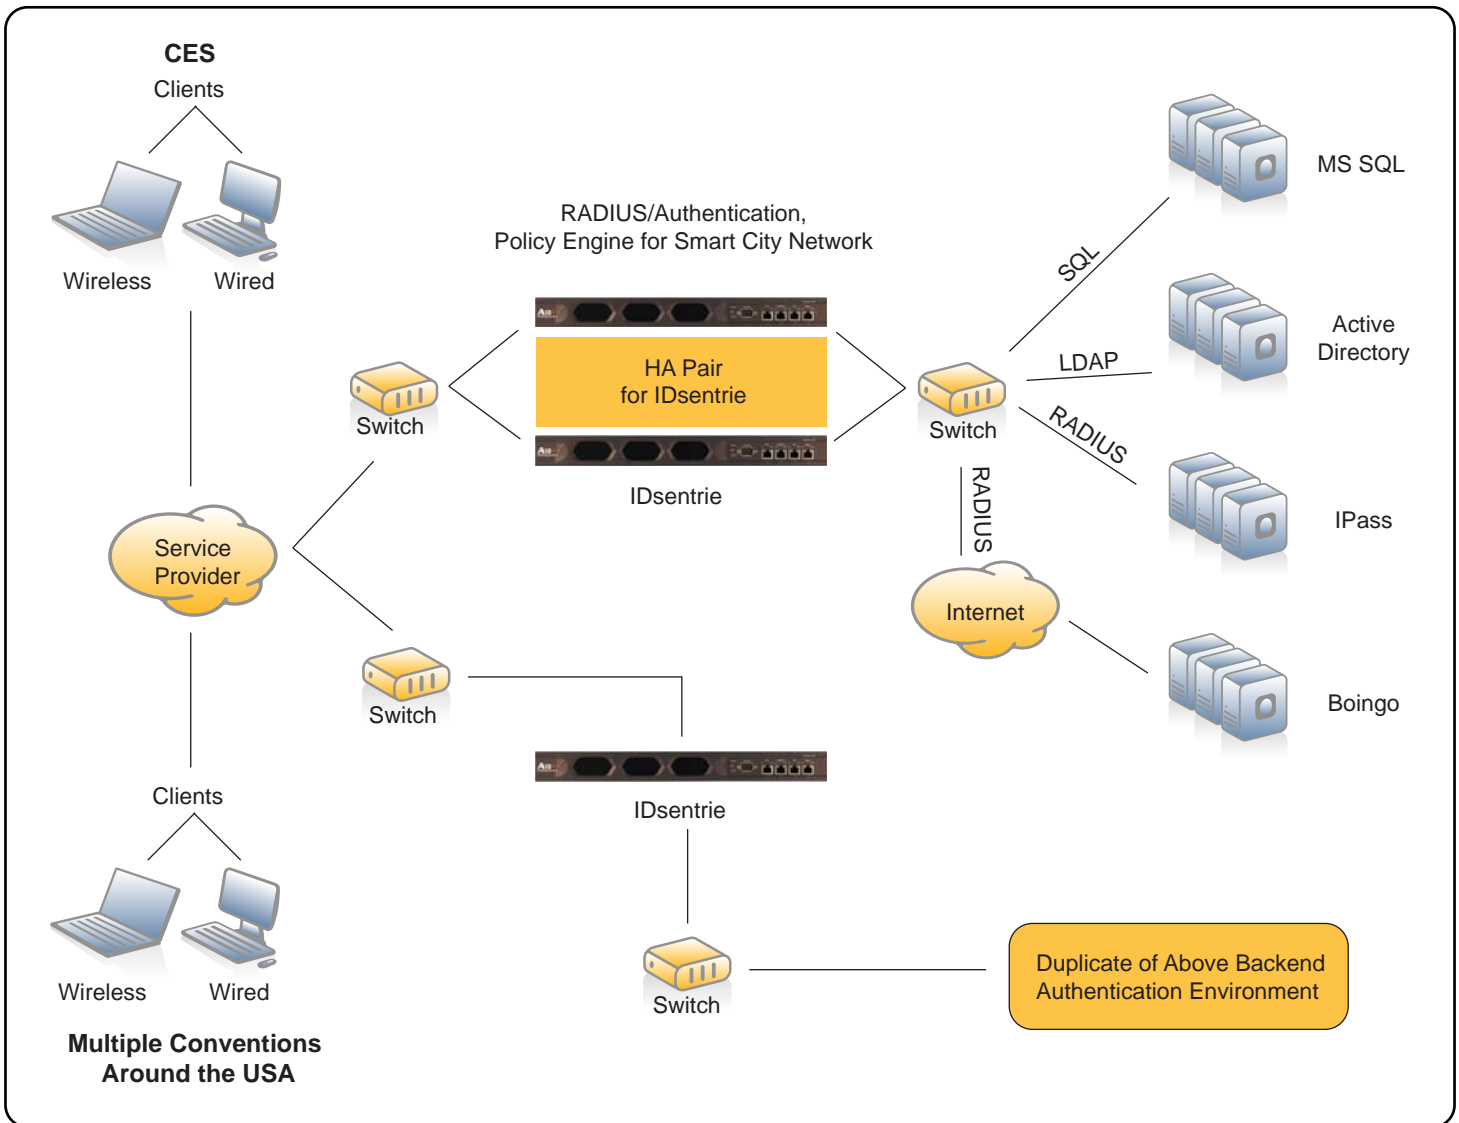 CES
Clients
Wireless
Wired
RADIUS/Authentication,
Policy Engine for Smart City Network
HA Pair
for IDsentrie
IDsentrie
Switch
Switch
SQL
LDAP
RADIUS
RADIUS
MS SQL
Active
Directory
IPass
Boingo
Internet
Service
Provider
Switch
IDsentrie
Switch
Duplicate of Above Backend
Authentication Environment
Clients
Wireless
Wired
Multiple Conventions
Around the USA